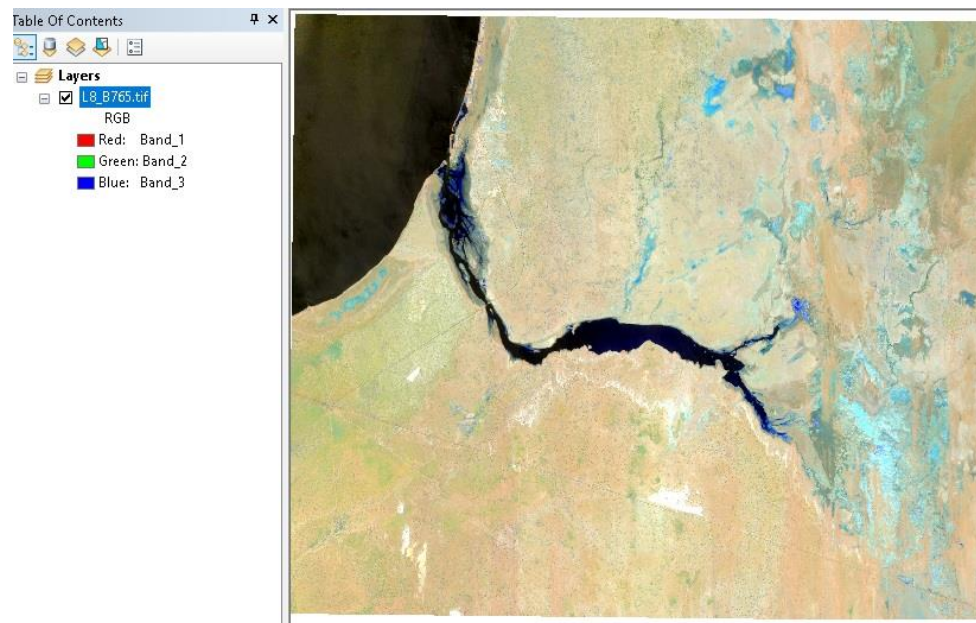 Table Of Contents
Layers
L8_B765.tif
RGB
Red: Band_1
Green: Band_2
Blue: Band_3